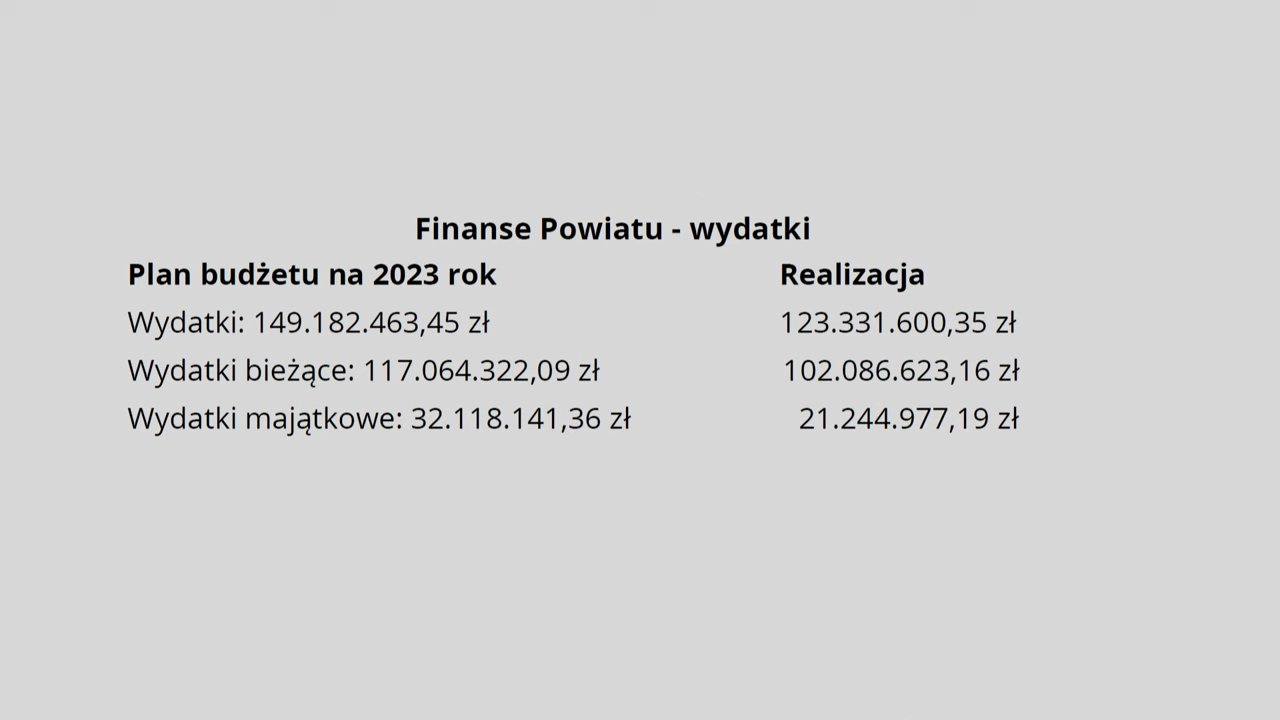 Finanse Powiatu - wydatki
Plan budżetu na 2023 rok Realizacja
Wydatki: 149.182.463,45 zł 123.331.600,35 zł
Wydatki bieżące: 117.064.322,09 zł 102.086.623,16 zł
Wydatki majątkowe: 32.118.141,36 zł 21.244.977,19 zł